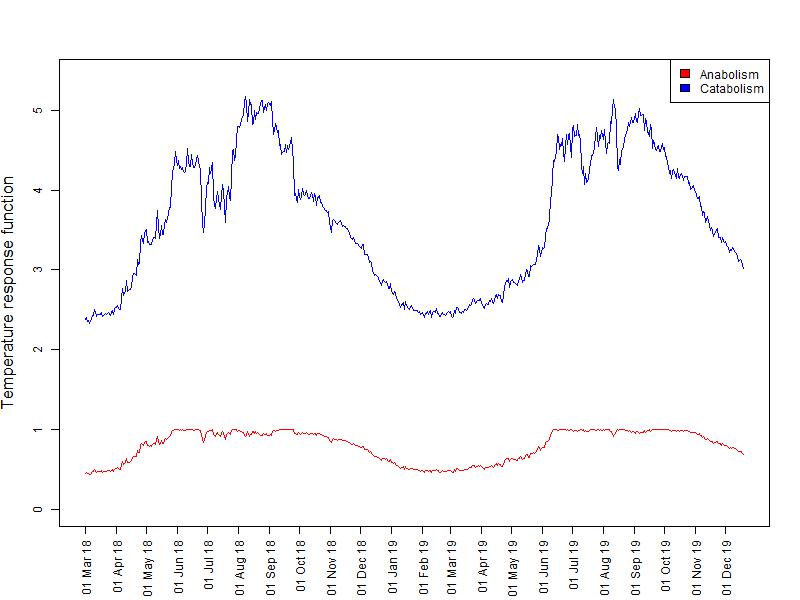 Anabolism
Catabolism
Temperature response function
5
4
3
2
1
0
01 Mar 18
01 Apr 18
01 May 18
01 Jun 18
01 Jul 18
01 Aug 18
01 Sep 18
01 Oct 18
01 Nov 18
01 Dec 18
01 Jan 19
01 Feb 19
01 Mar 19
01 Apr 19
01 May 19
01 Jun 19
01 Jul 19
01 Aug 19
01 Sep 19
01 Oct 19
01 Nov 19
01 Dec 19